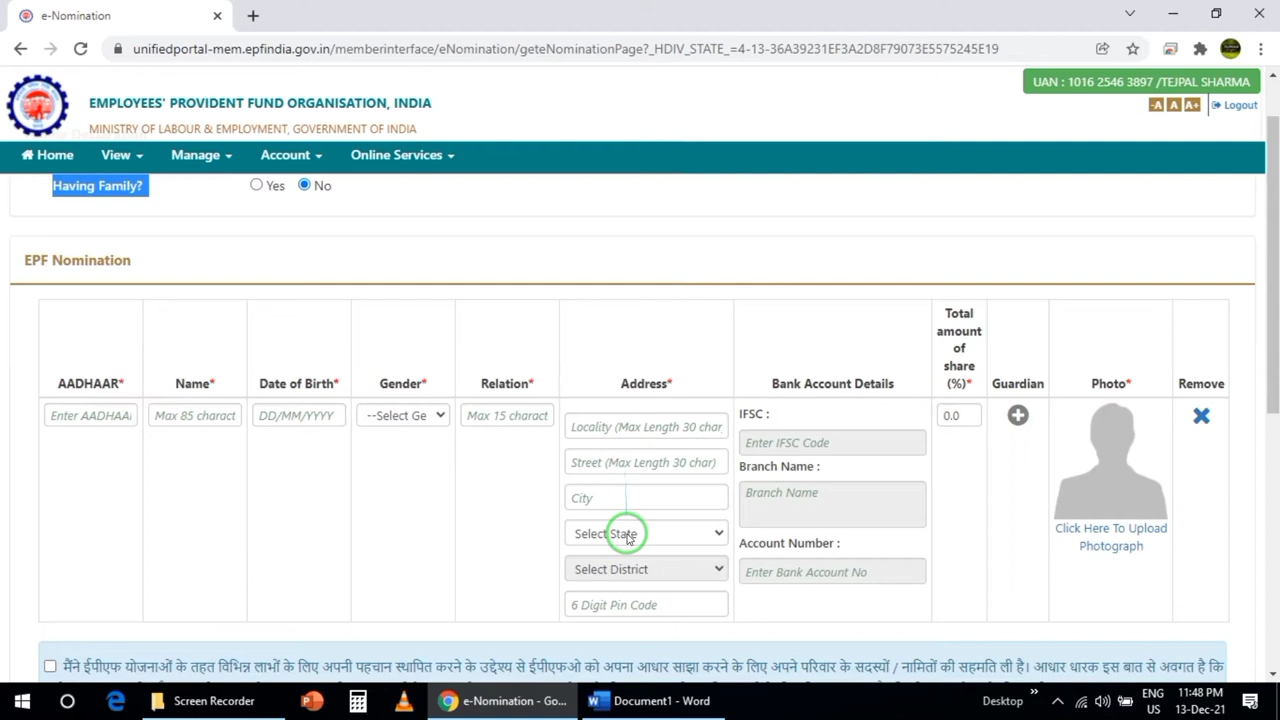 e-Nomination
unifiedportal-mem.epfindia.gov.in/memberinterface/eNomination/geteNominationPage?_HDIV_STATE_=4-13-36A39231EF3A2D8F79073E5575245E19
UAN : 1016 2546 3897 /TEJPAL SHARMA
EMPLOYEES' PROVIDENT FUND ORGANISATION, INDIA
-A A A+ Logout
MINISTRY OF LABOUR & EMPLOYMENT, GOVERNMENT OF INDIA
Home View Manage Account Online Services
Having Family? Yes No
EPF Nomination
Total
amount
of
share
AADHAAR* Name* Date of Birth* Gender* Relation* Address* Bank Account Details (%)* Guardian Photo* Remove
Enter AADHAA Max 85 charact DD/MM/YYYY --Select Ge Max 15 charact IFSC : 0.0
Locality (Max Length 30 char
Enter IFSC Code
Street (Max Length 30 char) Branch Name :
City Branch Name
Select State Click Here To Upload
Account Number : Photograph
Select District Enter Bank Account No
6 Digit Pin Code
मैंने ईपीएफ योजनाओं के तहत विभिन्न लाभों के लिए अपनी पहचान स्थापित करने के उद्देश्य से ईपीएफओ को अपना आधार साझा करने के लिए अपने परिवार के सदस्यों / नामितों की सहमति ली है। आधार धारक इस बात से अवगत है कि
Screen Recorder e-Nomination - Go... Document1 - Word Desktop ENG US 11:48 PM 13-Dec-21